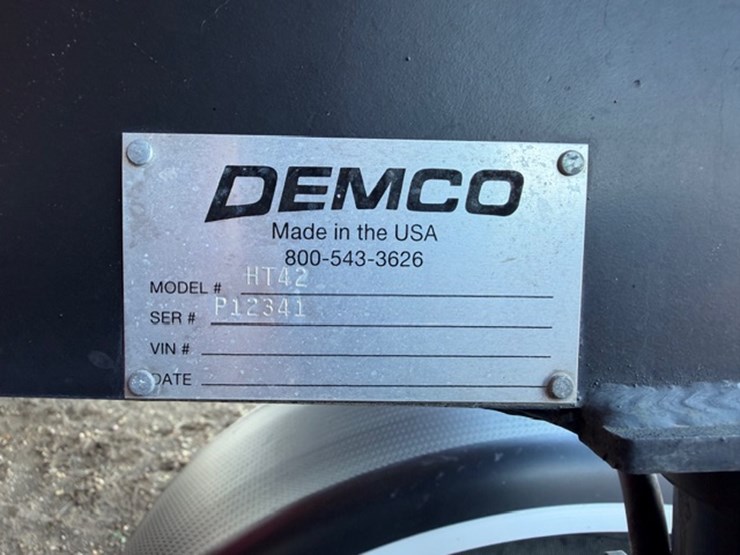 DEMCO
Made in the USA
800-543-3626
MODEL # HT42
SER # P12341
VIN #
DATE